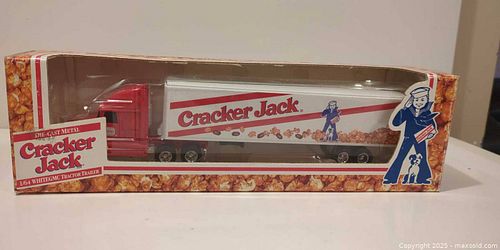 DIE-CAST METAL
Cracker
Jack
1/64 WHITEGMC TRACTOR TRAILER
Cracker Jack
Copyright 2025 - maxsold.com